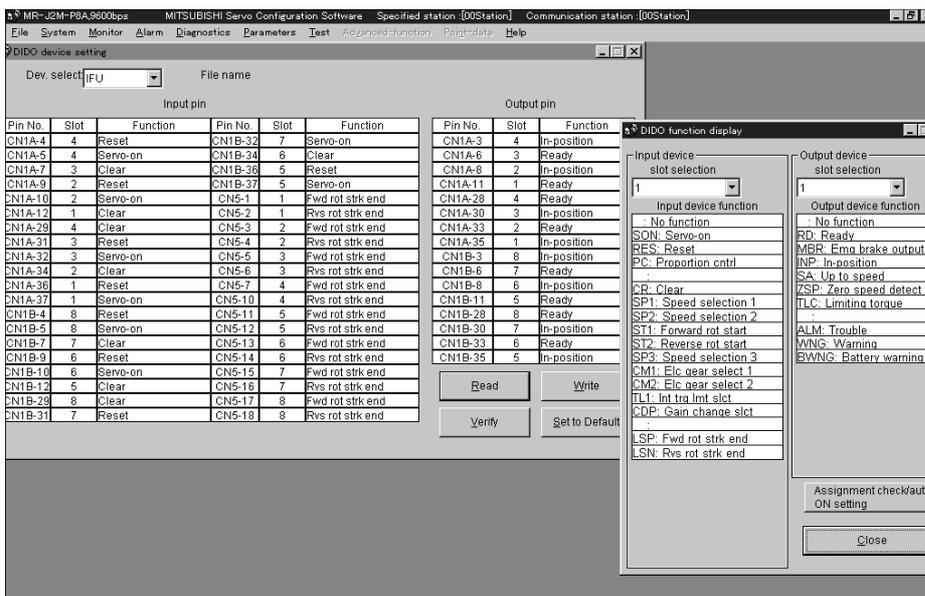 MR-J2M-P8A,9600bps MITSUBISHI Servo Configuration Software Specified station :[00Station] Communication station :[00Station]
File System Monitor Alarm Diagnostics Parameters Test Advanced-function Point-data Help
DIDO device setting
Dev. select IFU File name
Input pin Output pin
Pin No. Slot Function Pin No. Slot Function Pin No. Slot Function
CN1A-4 4 Reset CN1B-32 7 Servo-on CN1A-3 4 In-position
CN1A-5 4 Servo-on CN1B-34 6 Clear CN1A-6 3 Ready
CN1A-7 3 Clear CN1B-36 5 Reset CN1A-8 2 In-position
CN1A-9 2 Reset CN1B-37 5 Servo-on CN1A-11 1 Ready
CN1A-10 2 Servo-on CN5-1 1 Fwd rot strk end CN1A-28 4 Ready
CN1A-12 1 Clear CN5-2 1 Rvs rot strk end CN1A-30 3 In-position
CN1A-29 4 Clear CN5-3 2 Fwd rot strk end CN1A-33 2 Ready
CN1A-31 3 Reset CN5-4 2 Rvs rot strk end CN1A-35 1 In-position
CN1A-32 3 Servo-on CN5-5 3 Fwd rot strk end CN1B-3 8 In-position
CN1A-34 2 Clear CN5-6 3 Rvs rot strk end CN1B-6 7 Ready
CN1A-36 1 Reset CN5-7 4 Fwd rot strk end CN1B-8 6 In-position
CN1A-37 1 Servo-on CN5-10 4 Rvs rot strk end CN1B-11 5 Ready
CN1B-4 8 Reset CN5-11 5 Fwd rot strk end CN1B-28 8 Ready
CN1B-5 8 Servo-on CN5-12 5 Rvs rot strk end CN1B-30 7 In-position
CN1B-7 7 Clear CN5-13 6 Fwd rot strk end CN1B-33 6 Ready
CN1B-9 6 Reset CN5-14 6 Rvs rot strk end CN1B-35 5 In-position
CN1B-10 6 Servo-on CN5-15 7 Fwd rot strk end
CN1B-12 5 Clear CN5-16 7 Rvs rot strk end
CN1B-29 8 Clear CN5-17 8 Fwd rot strk end
CN1B-31 7 Reset CN5-18 8 Rvs rot strk end
Read Write
Verify Set to Default
DIDO function display
Input device
slot selection
1
Input device function
: No function
SON: Servo-on
RES: Reset
PC: Proportion cntrl
:
CR: Clear
SP1: Speed selection 1
SP2: Speed selection 2
ST1: Forward rot start
ST2: Reverse rot start
SP3: Speed selection 3
CM1: Elc gear select 1
CM2: Elc gear select 2
TL1: Int trq lmt slct
CDP: Gain change slct
:
LSP: Fwd rot strk end
LSN: Rvs rot strk end
Output device
slot selection
1
Output device function
: No function
RD: Ready
MBR: Emg brake output
INP: In-position
SA: Up to speed
ZSP: Zero speed detect
TLC: Limiting torque
:
ALM: Trouble
WNG: Warning
BWNG: Battery warning
Assignment check/aut
ON setting
Close